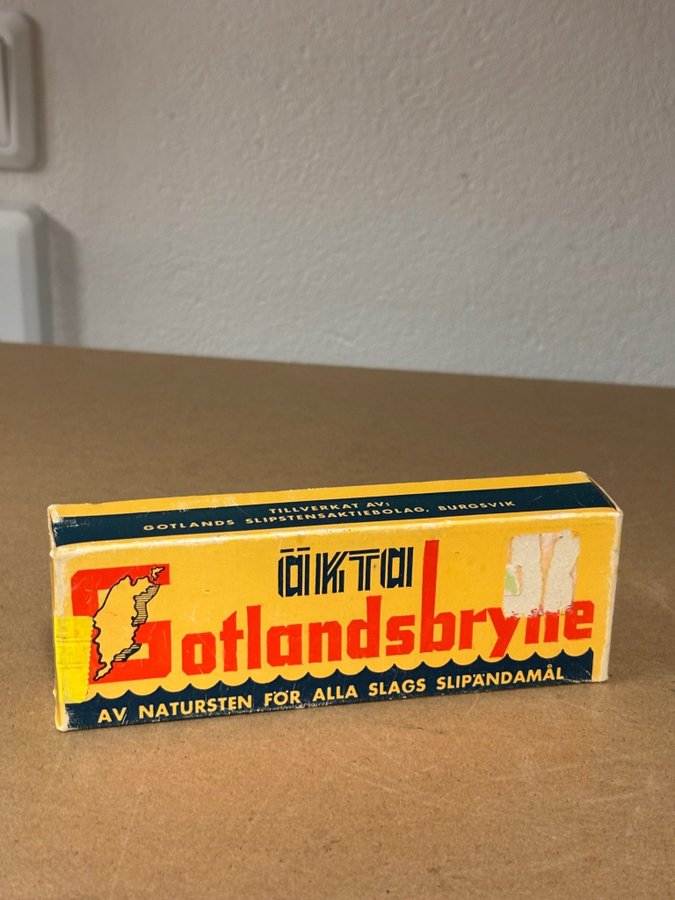 TILLVERKAT AV:
GOTLANDS SLIPSTENSAKTIEBOLAG, BURGSVIK
äKTa
Gotlandsbryne
AV NATURSTEN FÖR ALLA SLAGS SLIPÄNDAMÅL